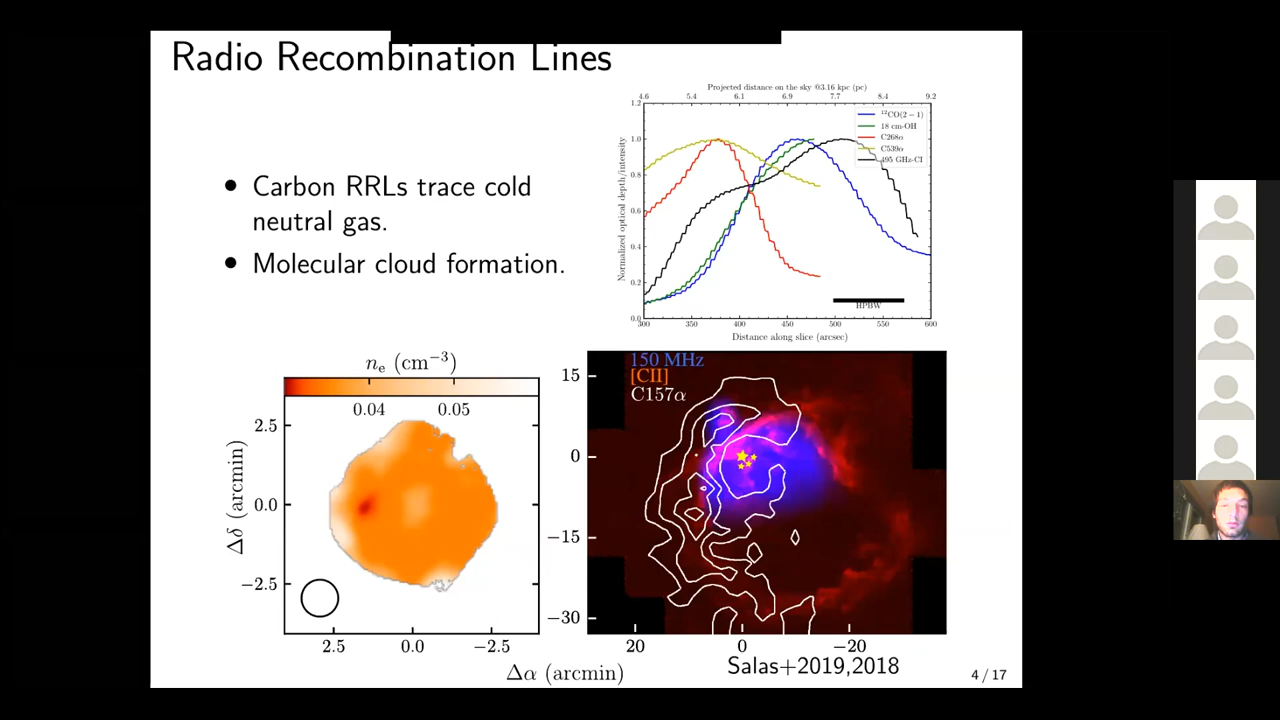 Radio Recombination Lines
• Carbon RRLs trace cold
neutral gas.
• Molecular cloud formation.
Projected distance on the sky @3.16 kpc (pc)
4.6 5.4 6.1 6.9 7.7 8.4 9.2
Normalized optical depth/intensity
1.2
1.0
0.8
0.6
0.4
0.2
0.0
¹²CO(2−1)
18 cm-OH
C268α
C539α
495 GHz-CI
HPBW
300 350 400 450 500 550 600
Distance along slice (arcsec)
nₑ (cm⁻³)
0.04 0.05
Δδ (arcmin)
2.5
0.0
−2.5
2.5 0.0 −2.5
Δα (arcmin)
150 MHz
[CII]
C157α
15
0
−15
−30
20 0 −20
Salas+2019,2018
4 / 17